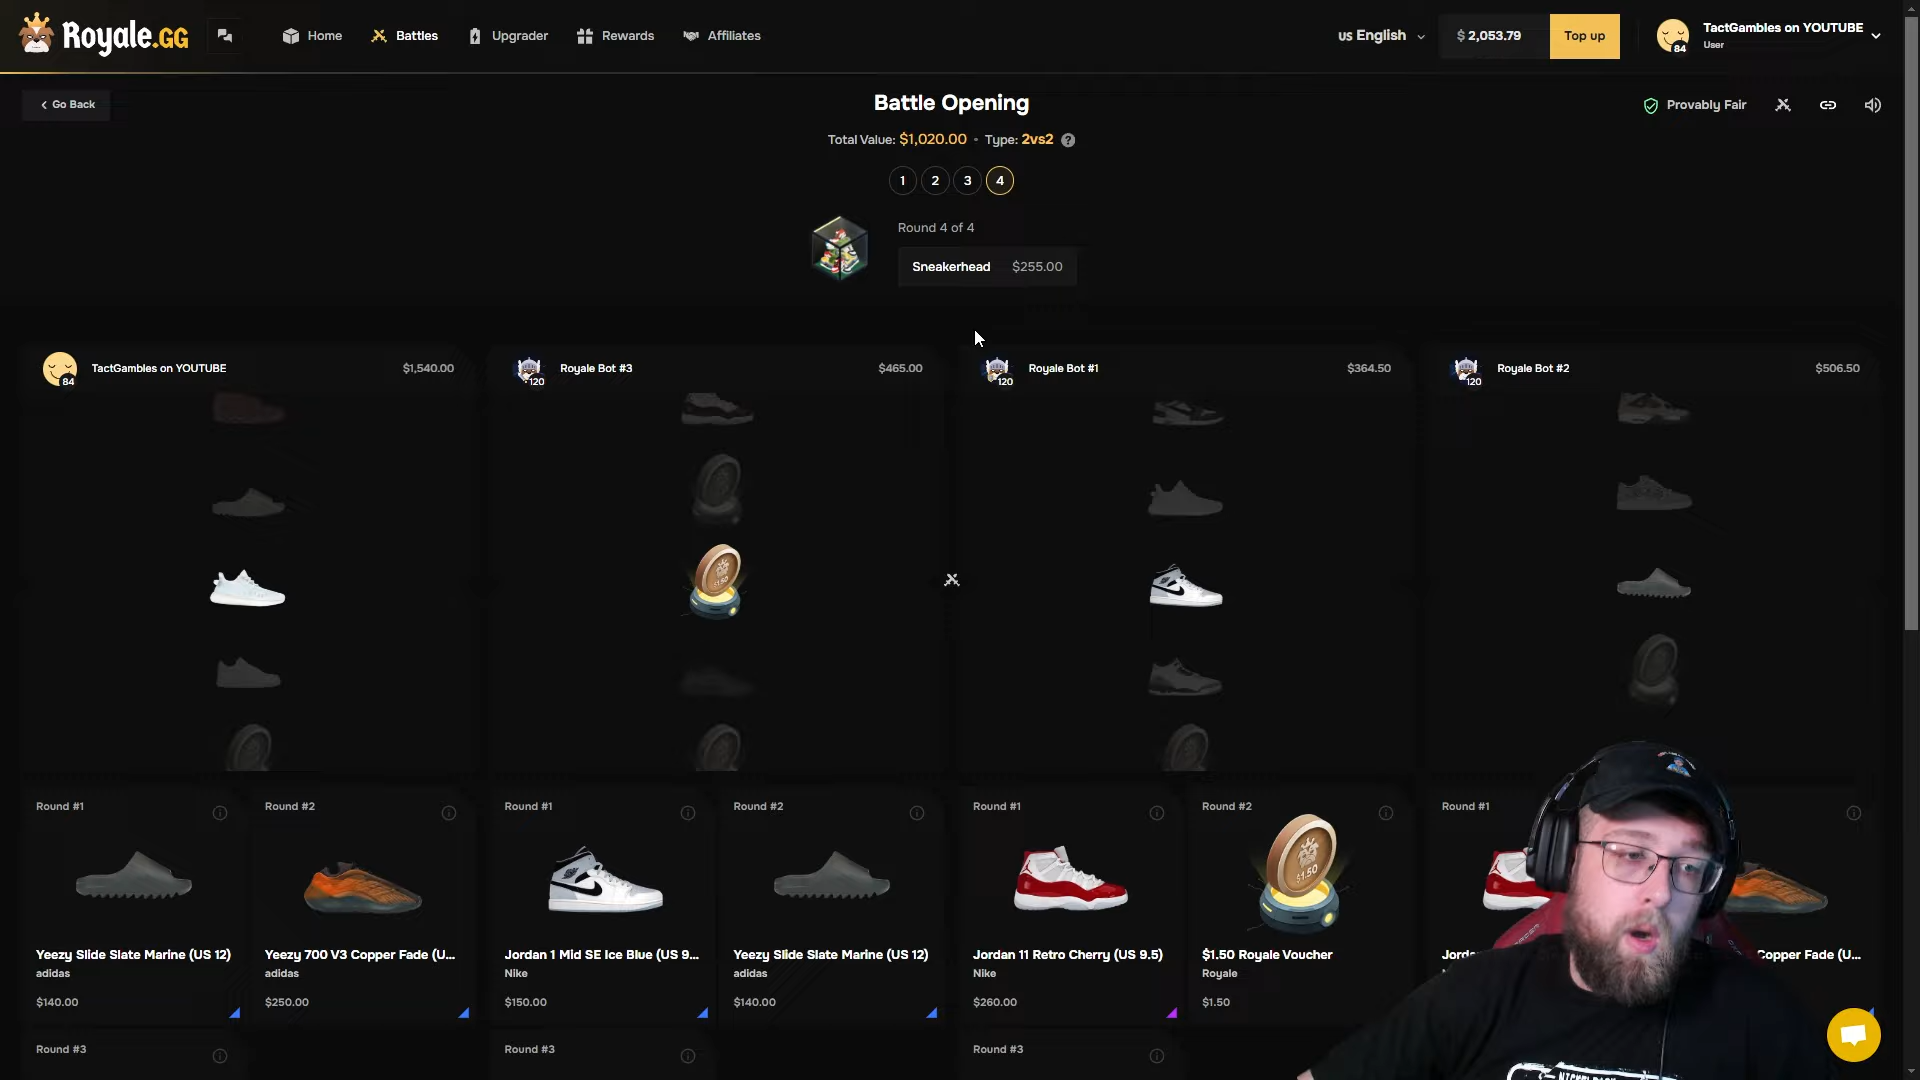 Royale.GG
Home
Battles
Upgrader
Rewards
Affiliates
us English
$ 2,053.79
Top up
84
TactGambles on YOUTUBE
User
Go Back
Battle Opening
Provably Fair
Total Value: $1,020.00 • Type: 2vs2 ?
1 2 3 4
Round 4 of 4
Sneakerhead $255.00
84 TactGambles on YOUTUBE $1,540.00
120 Royale Bot #3 $465.00
120 Royale Bot #1 $364.50
120 Royale Bot #2 $506.50
$1.50
Round #1
Yeezy Slide Slate Marine (US 12)
adidas
$140.00
Round #2
Yeezy 700 V3 Copper Fade (U...
adidas
$250.00
Round #1
Jordan 1 Mid SE Ice Blue (US 9...
Nike
$150.00
Round #2
Yeezy Slide Slate Marine (US 12)
adidas
$140.00
Round #1
Jordan 11 Retro Cherry (US 9.5)
Nike
$260.00
Round #2
$1.50
$1.50 Royale Voucher
Royale
$1.50
Round #1
Copper Fade (U...
Round #3
Round #3
Round #3